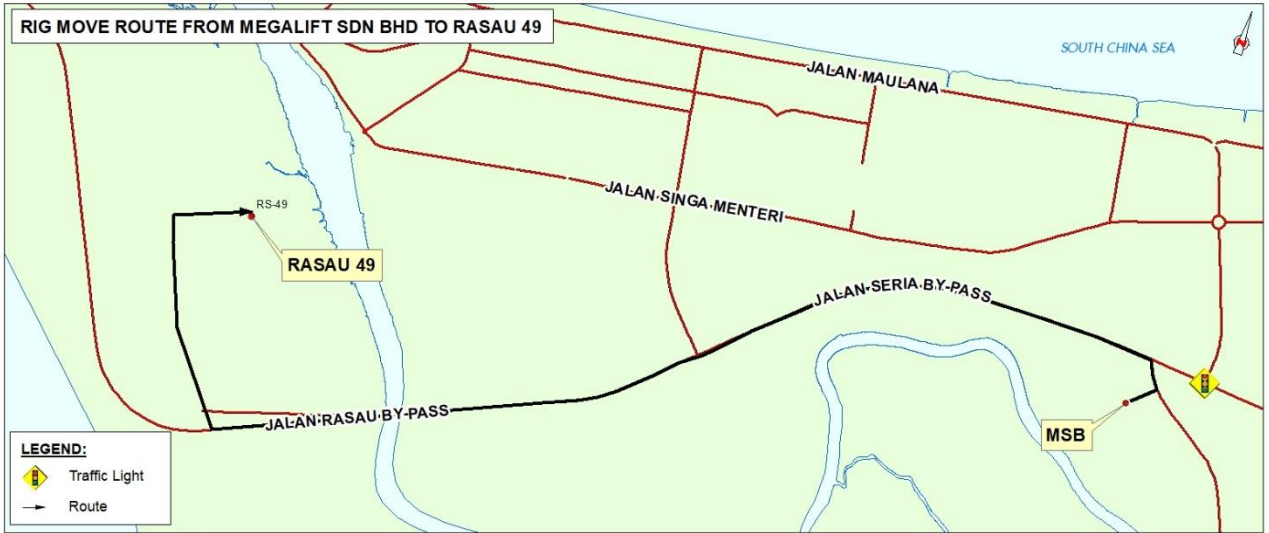 RIG MOVE ROUTE FROM MEGALIFT SDN BHD TO RASAU 49
SOUTH CHINA SEA
N
JALAN MAULANA
JALAN SINGA MENTERI
RS-49
RASAU 49
JALAN SERIA BY-PASS
JALAN RASAU BY-PASS
MSB
LEGEND:
Traffic Light
Route